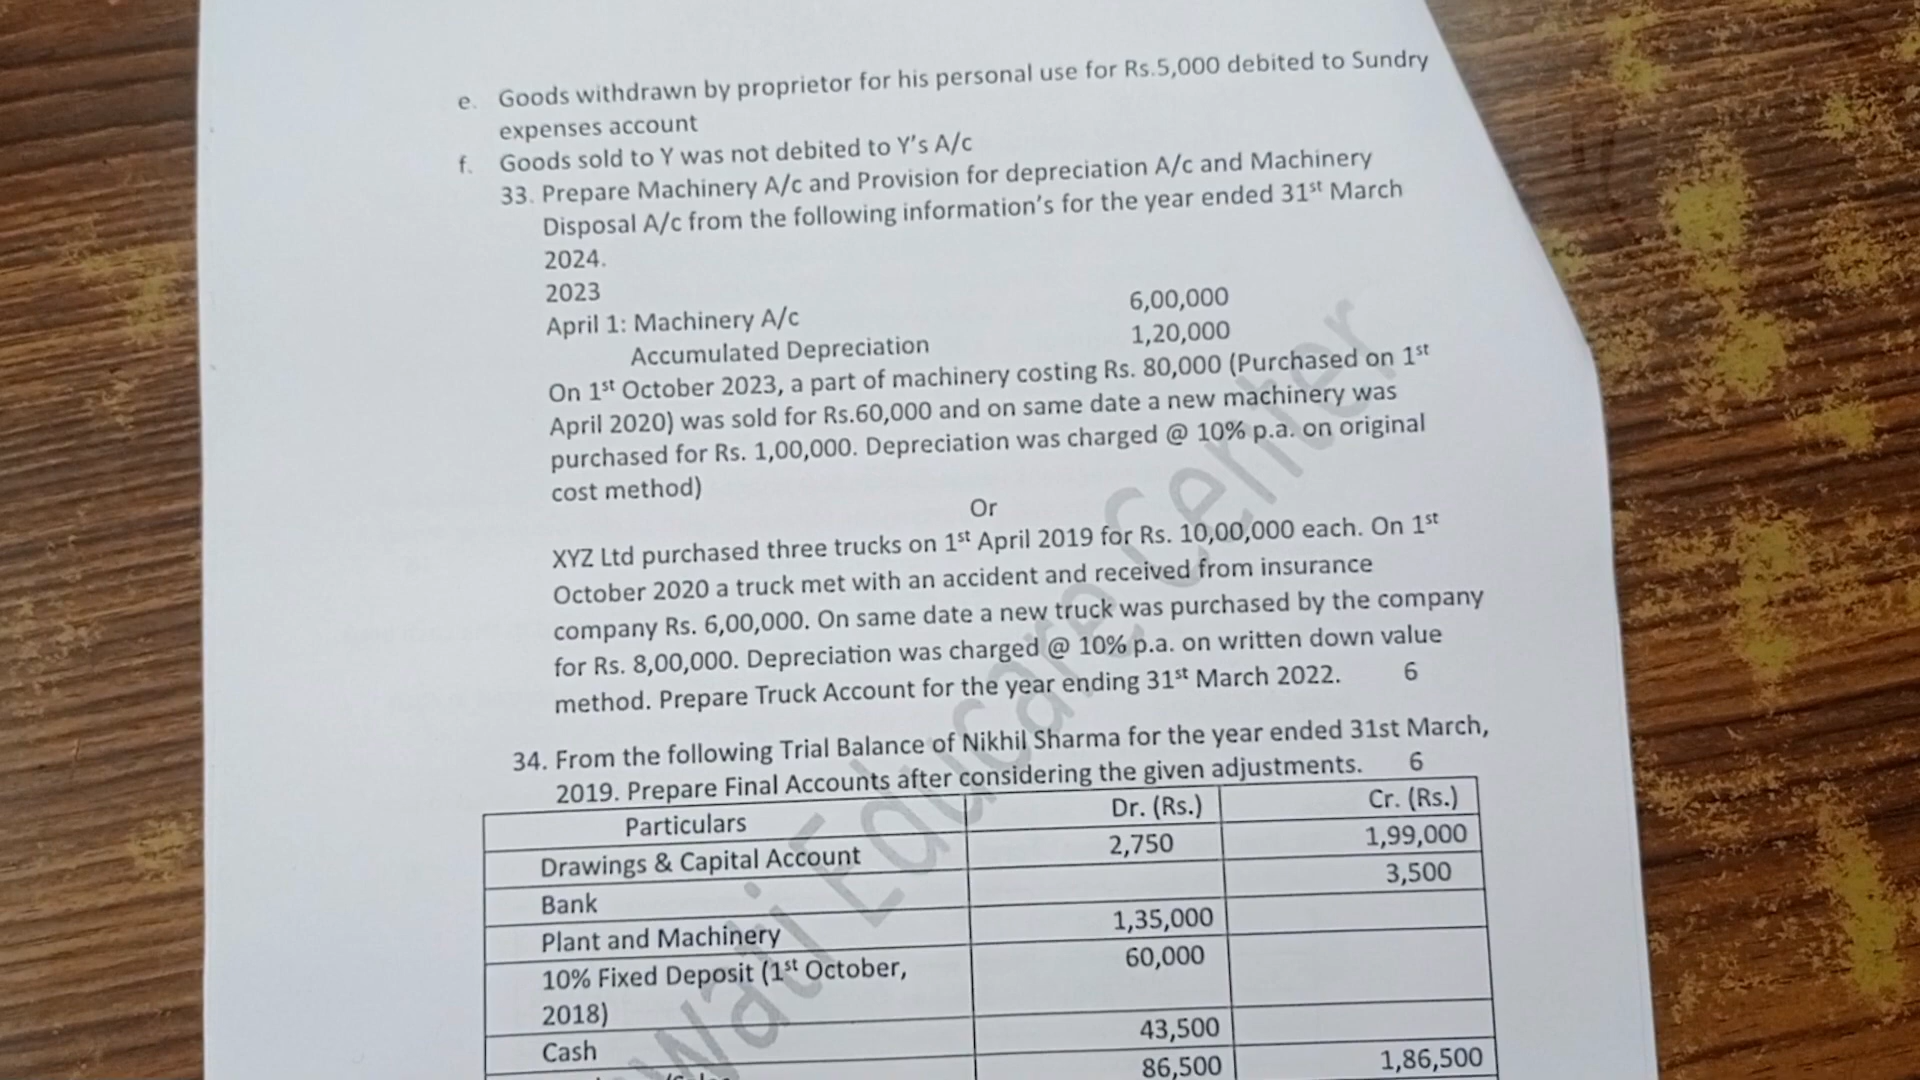 e. Goods withdrawn by proprietor for his personal use for Rs.5,000 debited to Sundry
expenses account
f. Goods sold to Y was not debited to Y's A/c
33. Prepare Machinery A/c and Provision for depreciation A/c and Machinery
Disposal A/c from the following information's for the year ended 31st March
2024.
2023
April 1: Machinery A/c 6,00,000
Accumulated Depreciation 1,20,000
On 1st October 2023, a part of machinery costing Rs. 80,000 (Purchased on 1st
April 2020) was sold for Rs.60,000 and on same date a new machinery was
purchased for Rs. 1,00,000. Depreciation was charged @ 10% p.a. on original
cost method)
Or
XYZ Ltd purchased three trucks on 1st April 2019 for Rs. 10,00,000 each. On 1st
October 2020 a truck met with an accident and received from insurance
company Rs. 6,00,000. On same date a new truck was purchased by the company
for Rs. 8,00,000. Depreciation was charged @ 10% p.a. on written down value
method. Prepare Truck Account for the year ending 31st March 2022. 6
34. From the following Trial Balance of Nikhil Sharma for the year ended 31st March,
2019. Prepare Final Accounts after considering the given adjustments. 6
Particulars Dr. (Rs.) Cr. (Rs.)
Drawings & Capital Account 2,750 1,99,000
Bank 3,500
Plant and Machinery 1,35,000
10% Fixed Deposit (1st October, 60,000
2018)
Cash 43,500
86,500 1,86,500
Educare Center